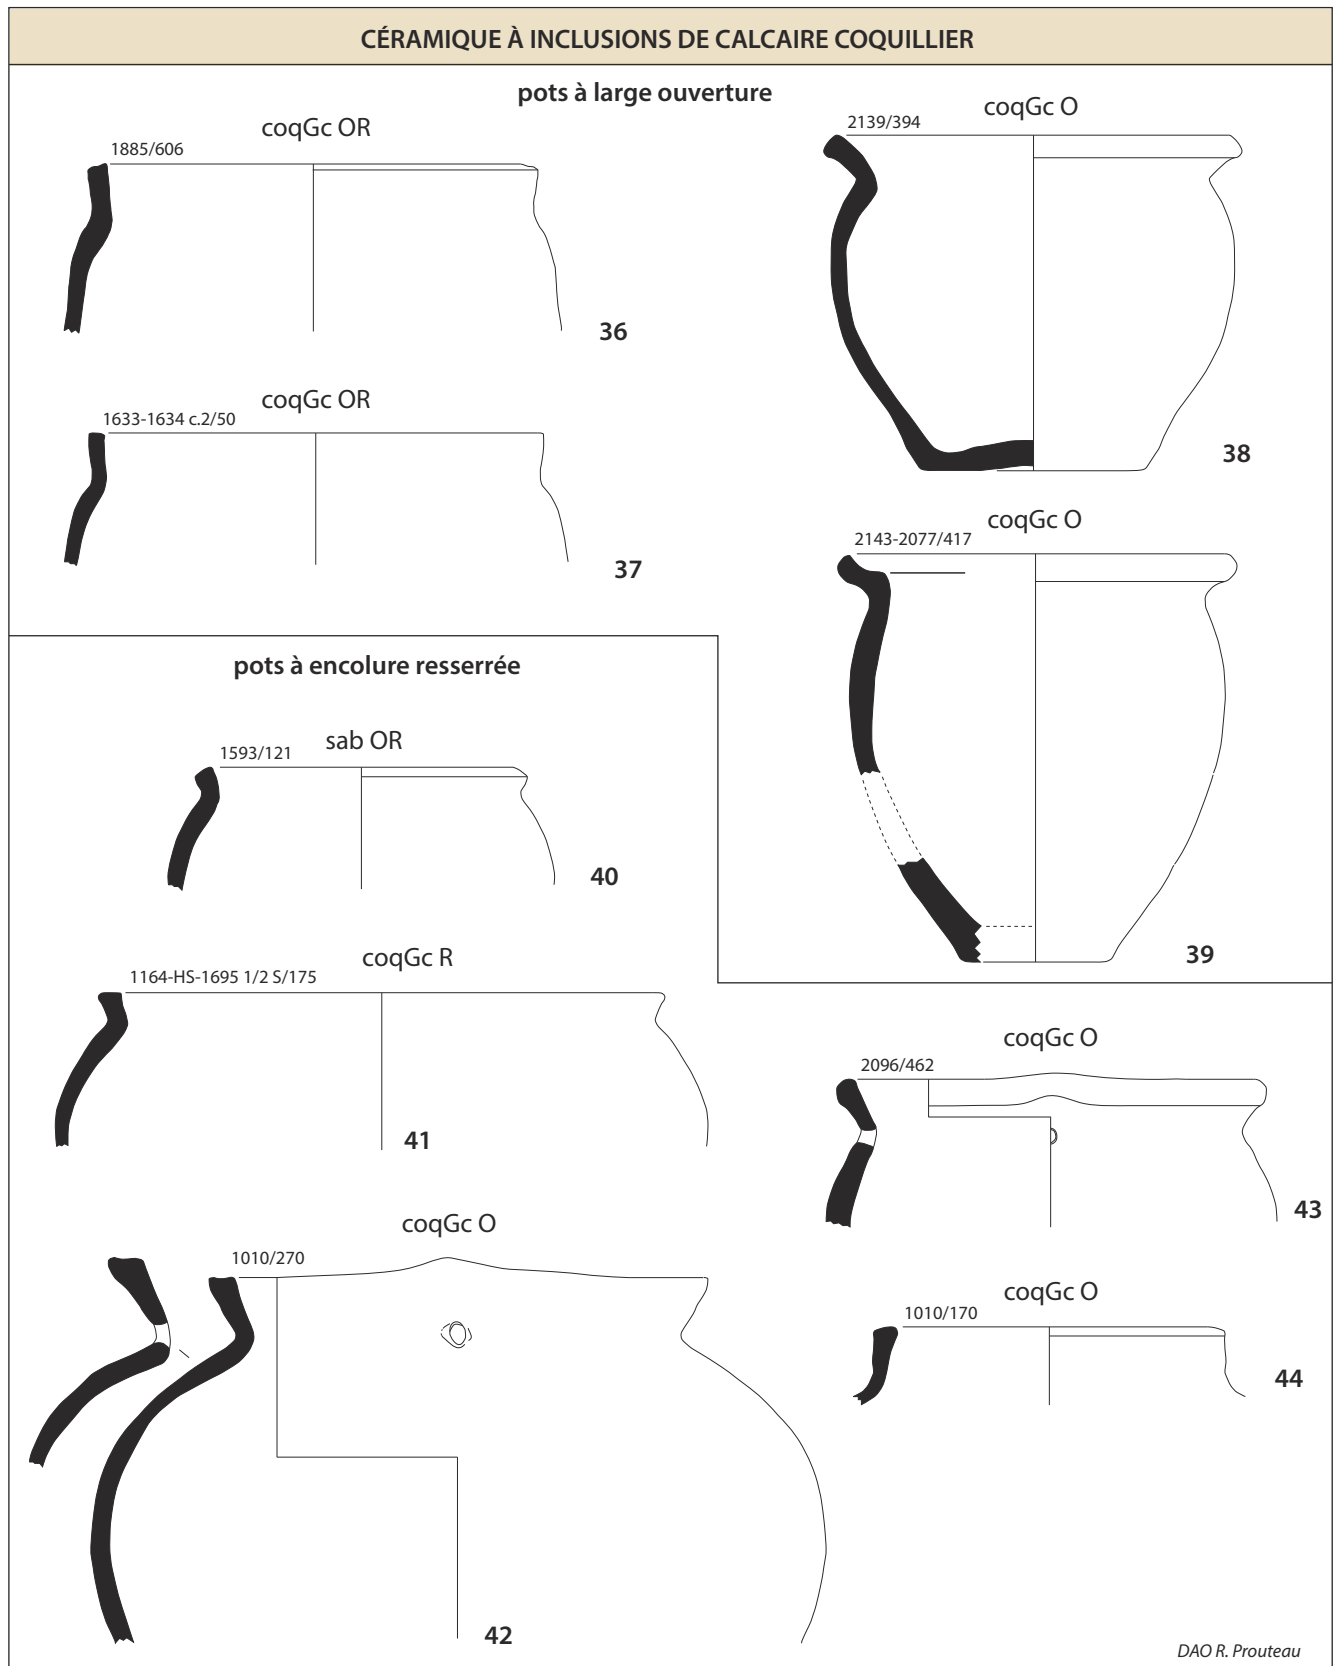 CÉRAMIQUE À INCLUSIONS DE CALCAIRE COQUILLIER
pots à large ouverture
coqGc OR
1885/606
36
coqGc OR
1633-1634 c.2/50
37
coqGc O
2139/394
38
coqGc O
2143-2077/417
39
pots à encolure resserrée
sab OR
1593/121
40
coqGc R
1164-HS-1695 1/2 S/175
41
coqGc O
1010/270
42
coqGc O
2096/462
43
coqGc O
1010/170
44
DAO R. Prouteau